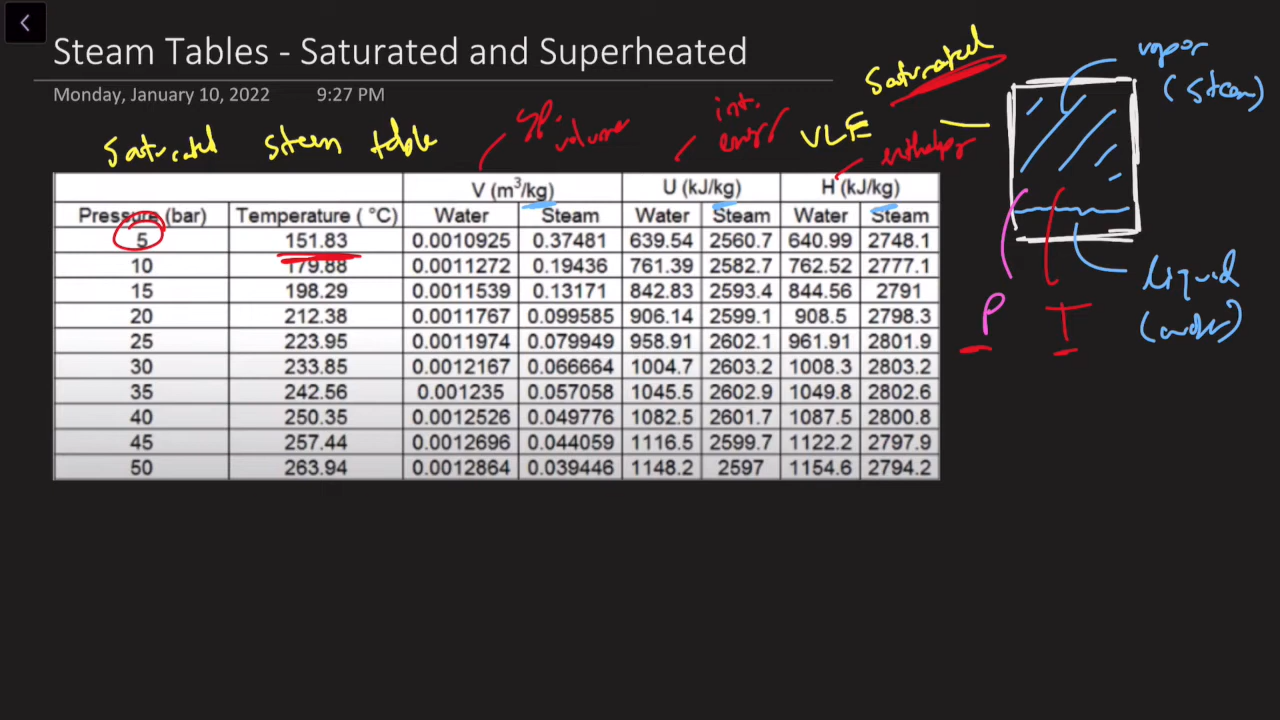 Steam Tables - Saturated and Superheated
Monday, January 10, 2022 9:27 PM
saturated steam table
sp. volume
int. energy
VLE
saturated
enthalpy
vapor
(steam)
V (m³/kg) U (kJ/kg) H (kJ/kg)
Pressure (bar) Temperature ( °C) Water Steam Water Steam Water Steam
5 151.83 0.0010925 0.37481 639.54 2560.7 640.99 2748.1
10 179.88 0.0011272 0.19436 761.39 2582.7 762.52 2777.1
15 198.29 0.0011539 0.13171 842.83 2593.4 844.56 2791
20 212.38 0.0011767 0.099585 906.14 2599.1 908.5 2798.3
25 223.95 0.0011974 0.079949 958.91 2602.1 961.91 2801.9
30 233.85 0.0012167 0.066664 1004.7 2603.2 1008.3 2803.2
35 242.56 0.001235 0.057058 1045.5 2602.9 1049.8 2802.6
40 250.35 0.0012526 0.049776 1082.5 2601.7 1087.5 2800.8
45 257.44 0.0012696 0.044059 1116.5 2599.7 1122.2 2797.9
50 263.94 0.0012864 0.039446 1148.2 2597 1154.6 2794.2
P T
liquid
(water)